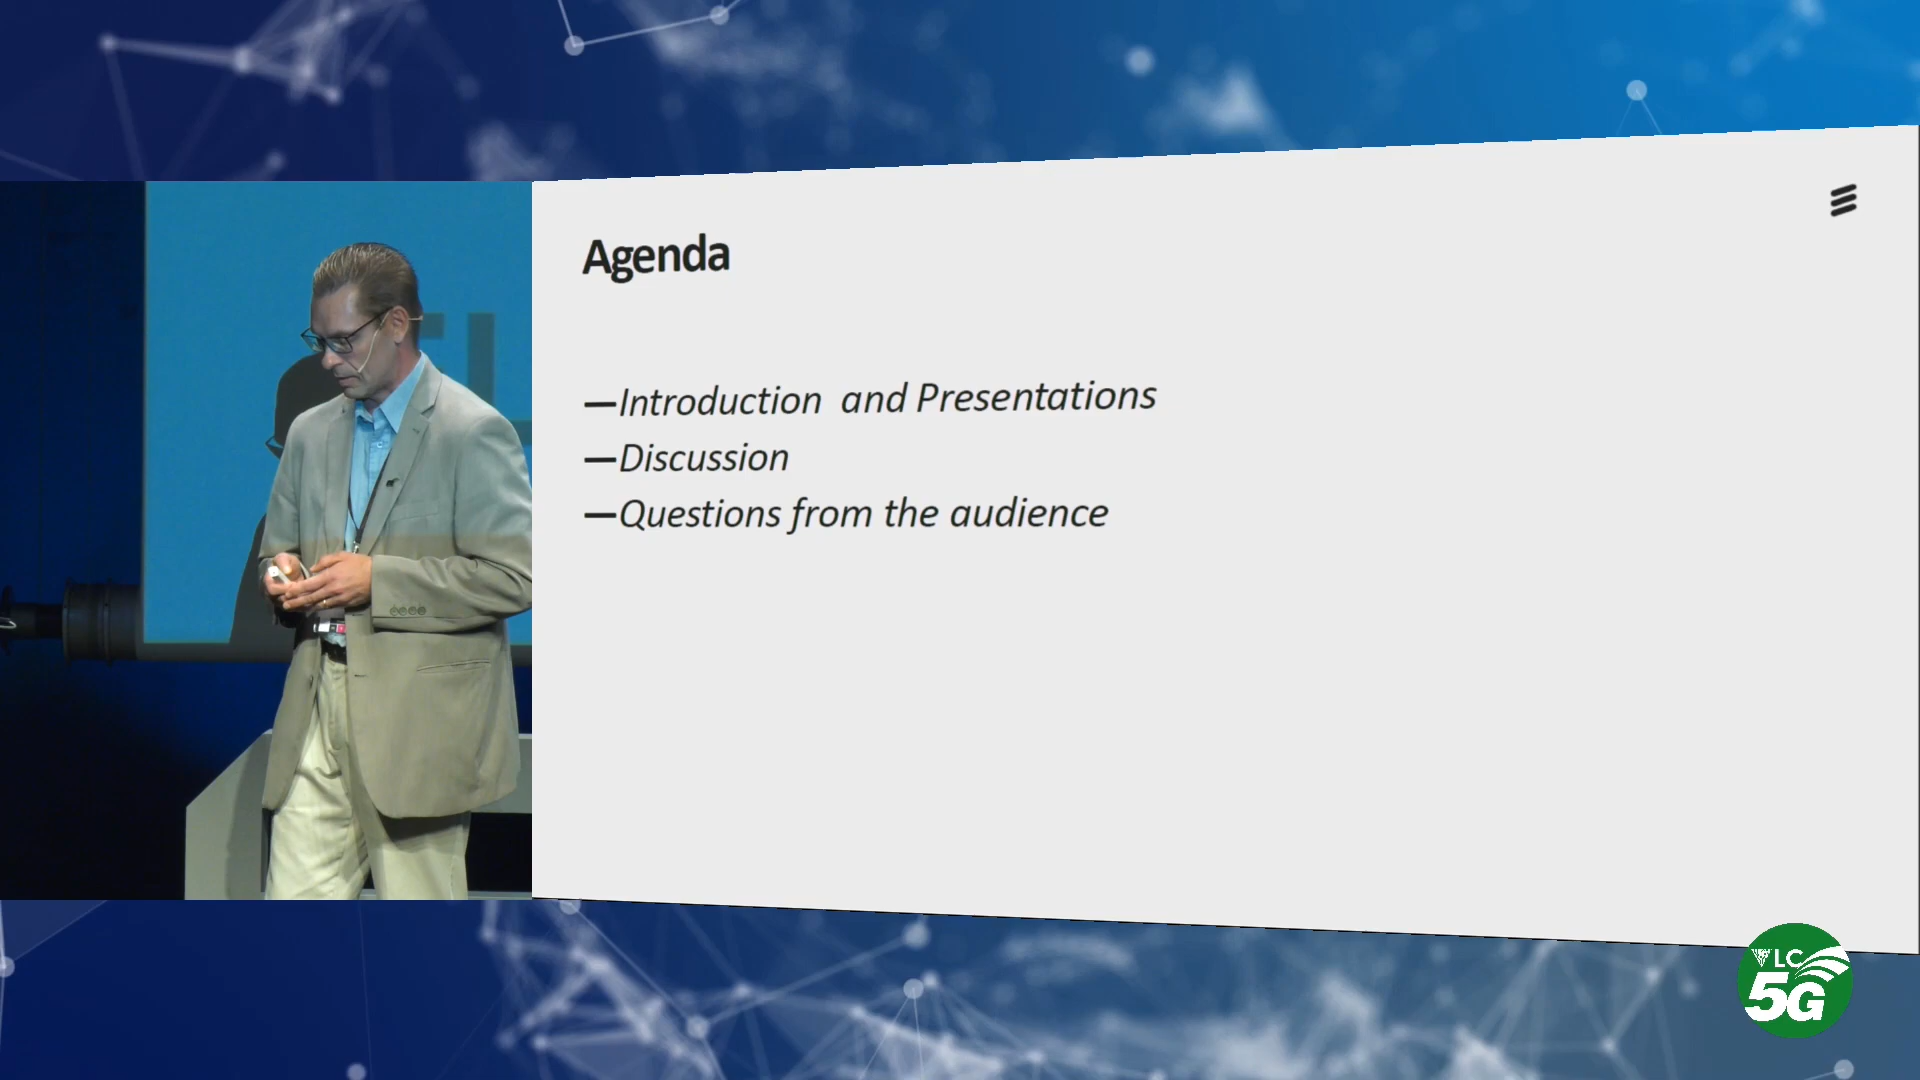 Agenda
—Introduction and Presentations
—Discussion
—Questions from the audience
VLC
5G